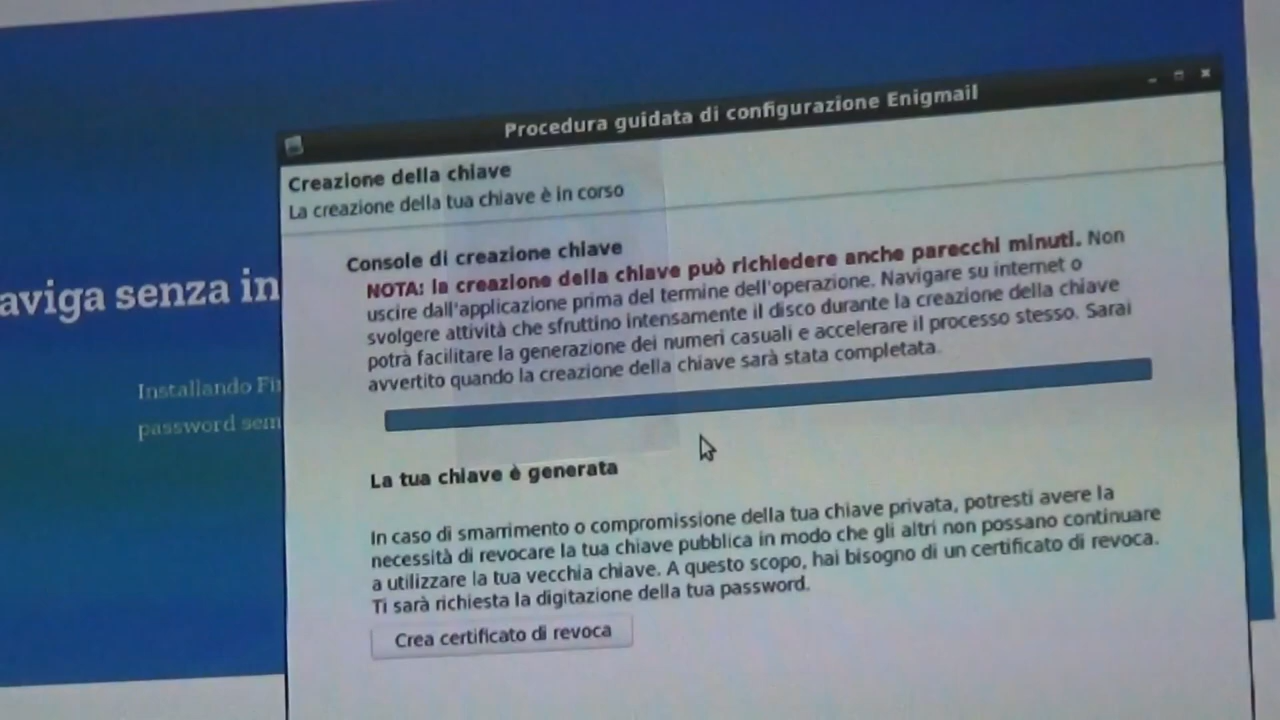 Procedura guidata di configurazione Enigmail
Creazione della chiave
La creazione della tua chiave è in corso
Console di creazione chiave
NOTA: la creazione della chiave può richiedere anche parecchi minuti. Non
uscire dall'applicazione prima del termine dell'operazione. Navigare su internet o
svolgere attività che sfruttino intensamente il disco durante la creazione della chiave
potrà facilitare la generazione dei numeri casuali e accelerare il processo stesso. Sarai
avvertito quando la creazione della chiave sarà stata completata.
aviga senza in
Installando Fi
password sem
La tua chiave è generata
In caso di smarrimento o compromissione della tua chiave privata, potresti avere la
necessità di revocare la tua chiave pubblica in modo che gli altri non possano continuare
a utilizzare la tua vecchia chiave. A questo scopo, hai bisogno di un certificato di revoca.
Ti sarà richiesta la digitazione della tua password.
Crea certificato di revoca